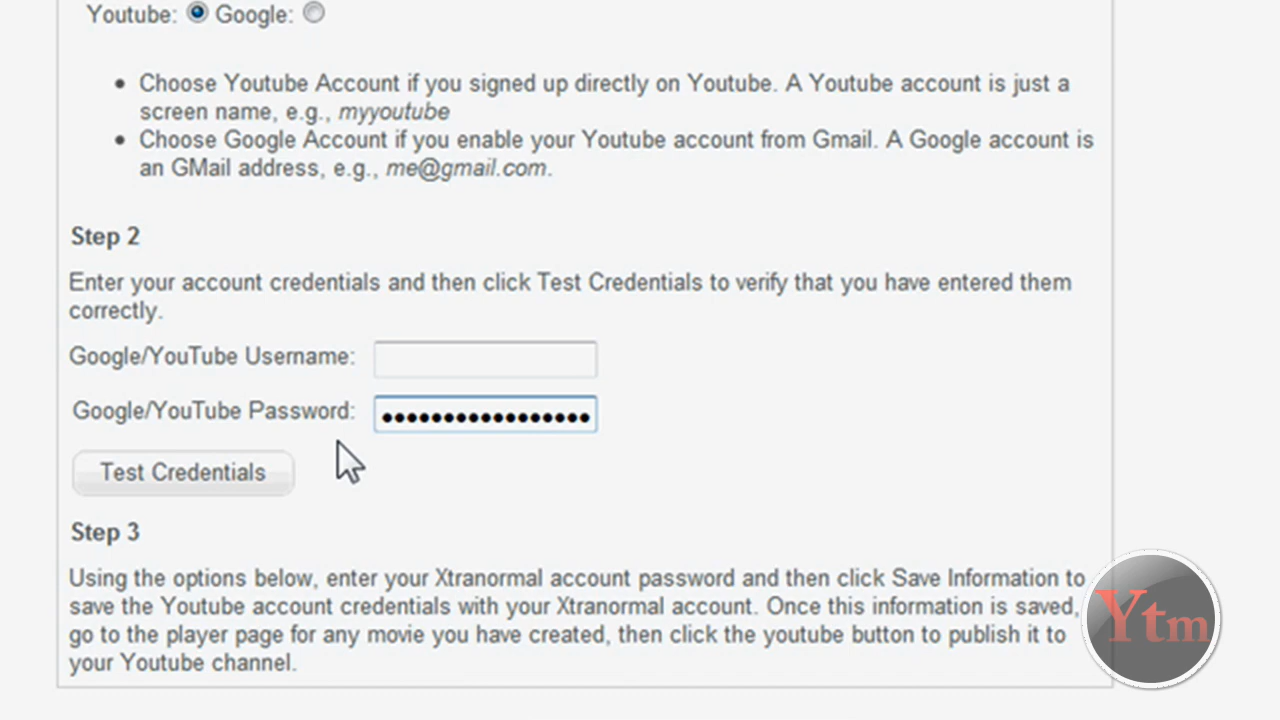 Youtube: Google:
Choose Youtube Account if you signed up directly on Youtube. A Youtube account is just a
screen name, e.g., myyoutube
Choose Google Account if you enable your Youtube account from Gmail. A Google account is
an GMail address, e.g., me@gmail.com.
Step 2
Enter your account credentials and then click Test Credentials to verify that you have entered them
correctly.
Google/YouTube Username:
Google/YouTube Password:
Test Credentials
Step 3
Using the options below, enter your Xtranormal account password and then click Save Information to
save the Youtube account credentials with your Xtranormal account. Once this information is saved,
go to the player page for any movie you have created, then click the youtube button to publish it to
your Youtube channel.
Ytm